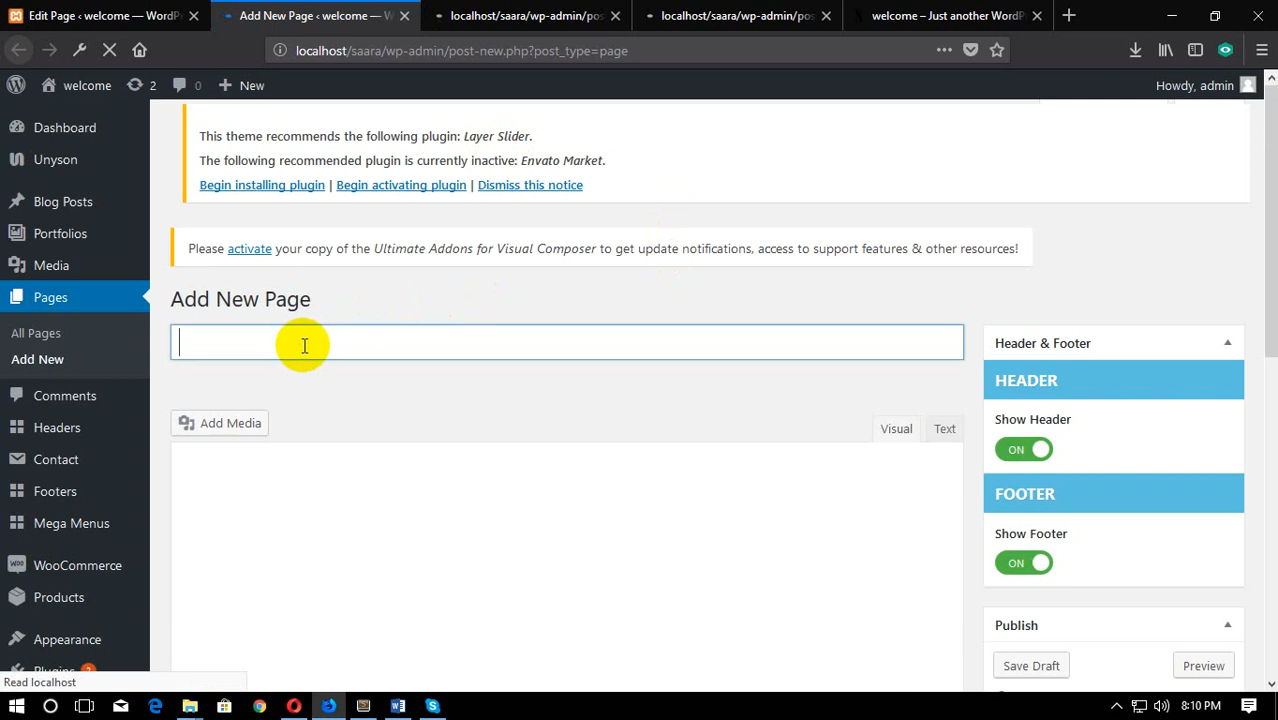 Edit Page ‹ welcome — WordP
Add New Page ‹ welcome — W
localhost/saara/wp-admin/pos
localhost/saara/wp-admin/pos
welcome – Just another WordP
localhost/saara/wp-admin/post-new.php?post_type=page
welcome
2
0
New
Howdy, admin
Dashboard
Unyson
Blog Posts
Portfolios
Media
Pages
All Pages
Add New
Comments
Headers
Contact
Footers
Mega Menus
WooCommerce
Products
Appearance
Plugins
This theme recommends the following plugin: Layer Slider.
The following recommended plugin is currently inactive: Envato Market.
Begin installing plugin | Begin activating plugin | Dismiss this notice
Please activate your copy of the Ultimate Addons for Visual Composer to get update notifications, access to support features & other resources!
Add New Page
Add Media
Visual
Text
Header & Footer
HEADER
Show Header
ON
FOOTER
Show Footer
ON
Publish
Save Draft
Preview
Read localhost
8:10 PM